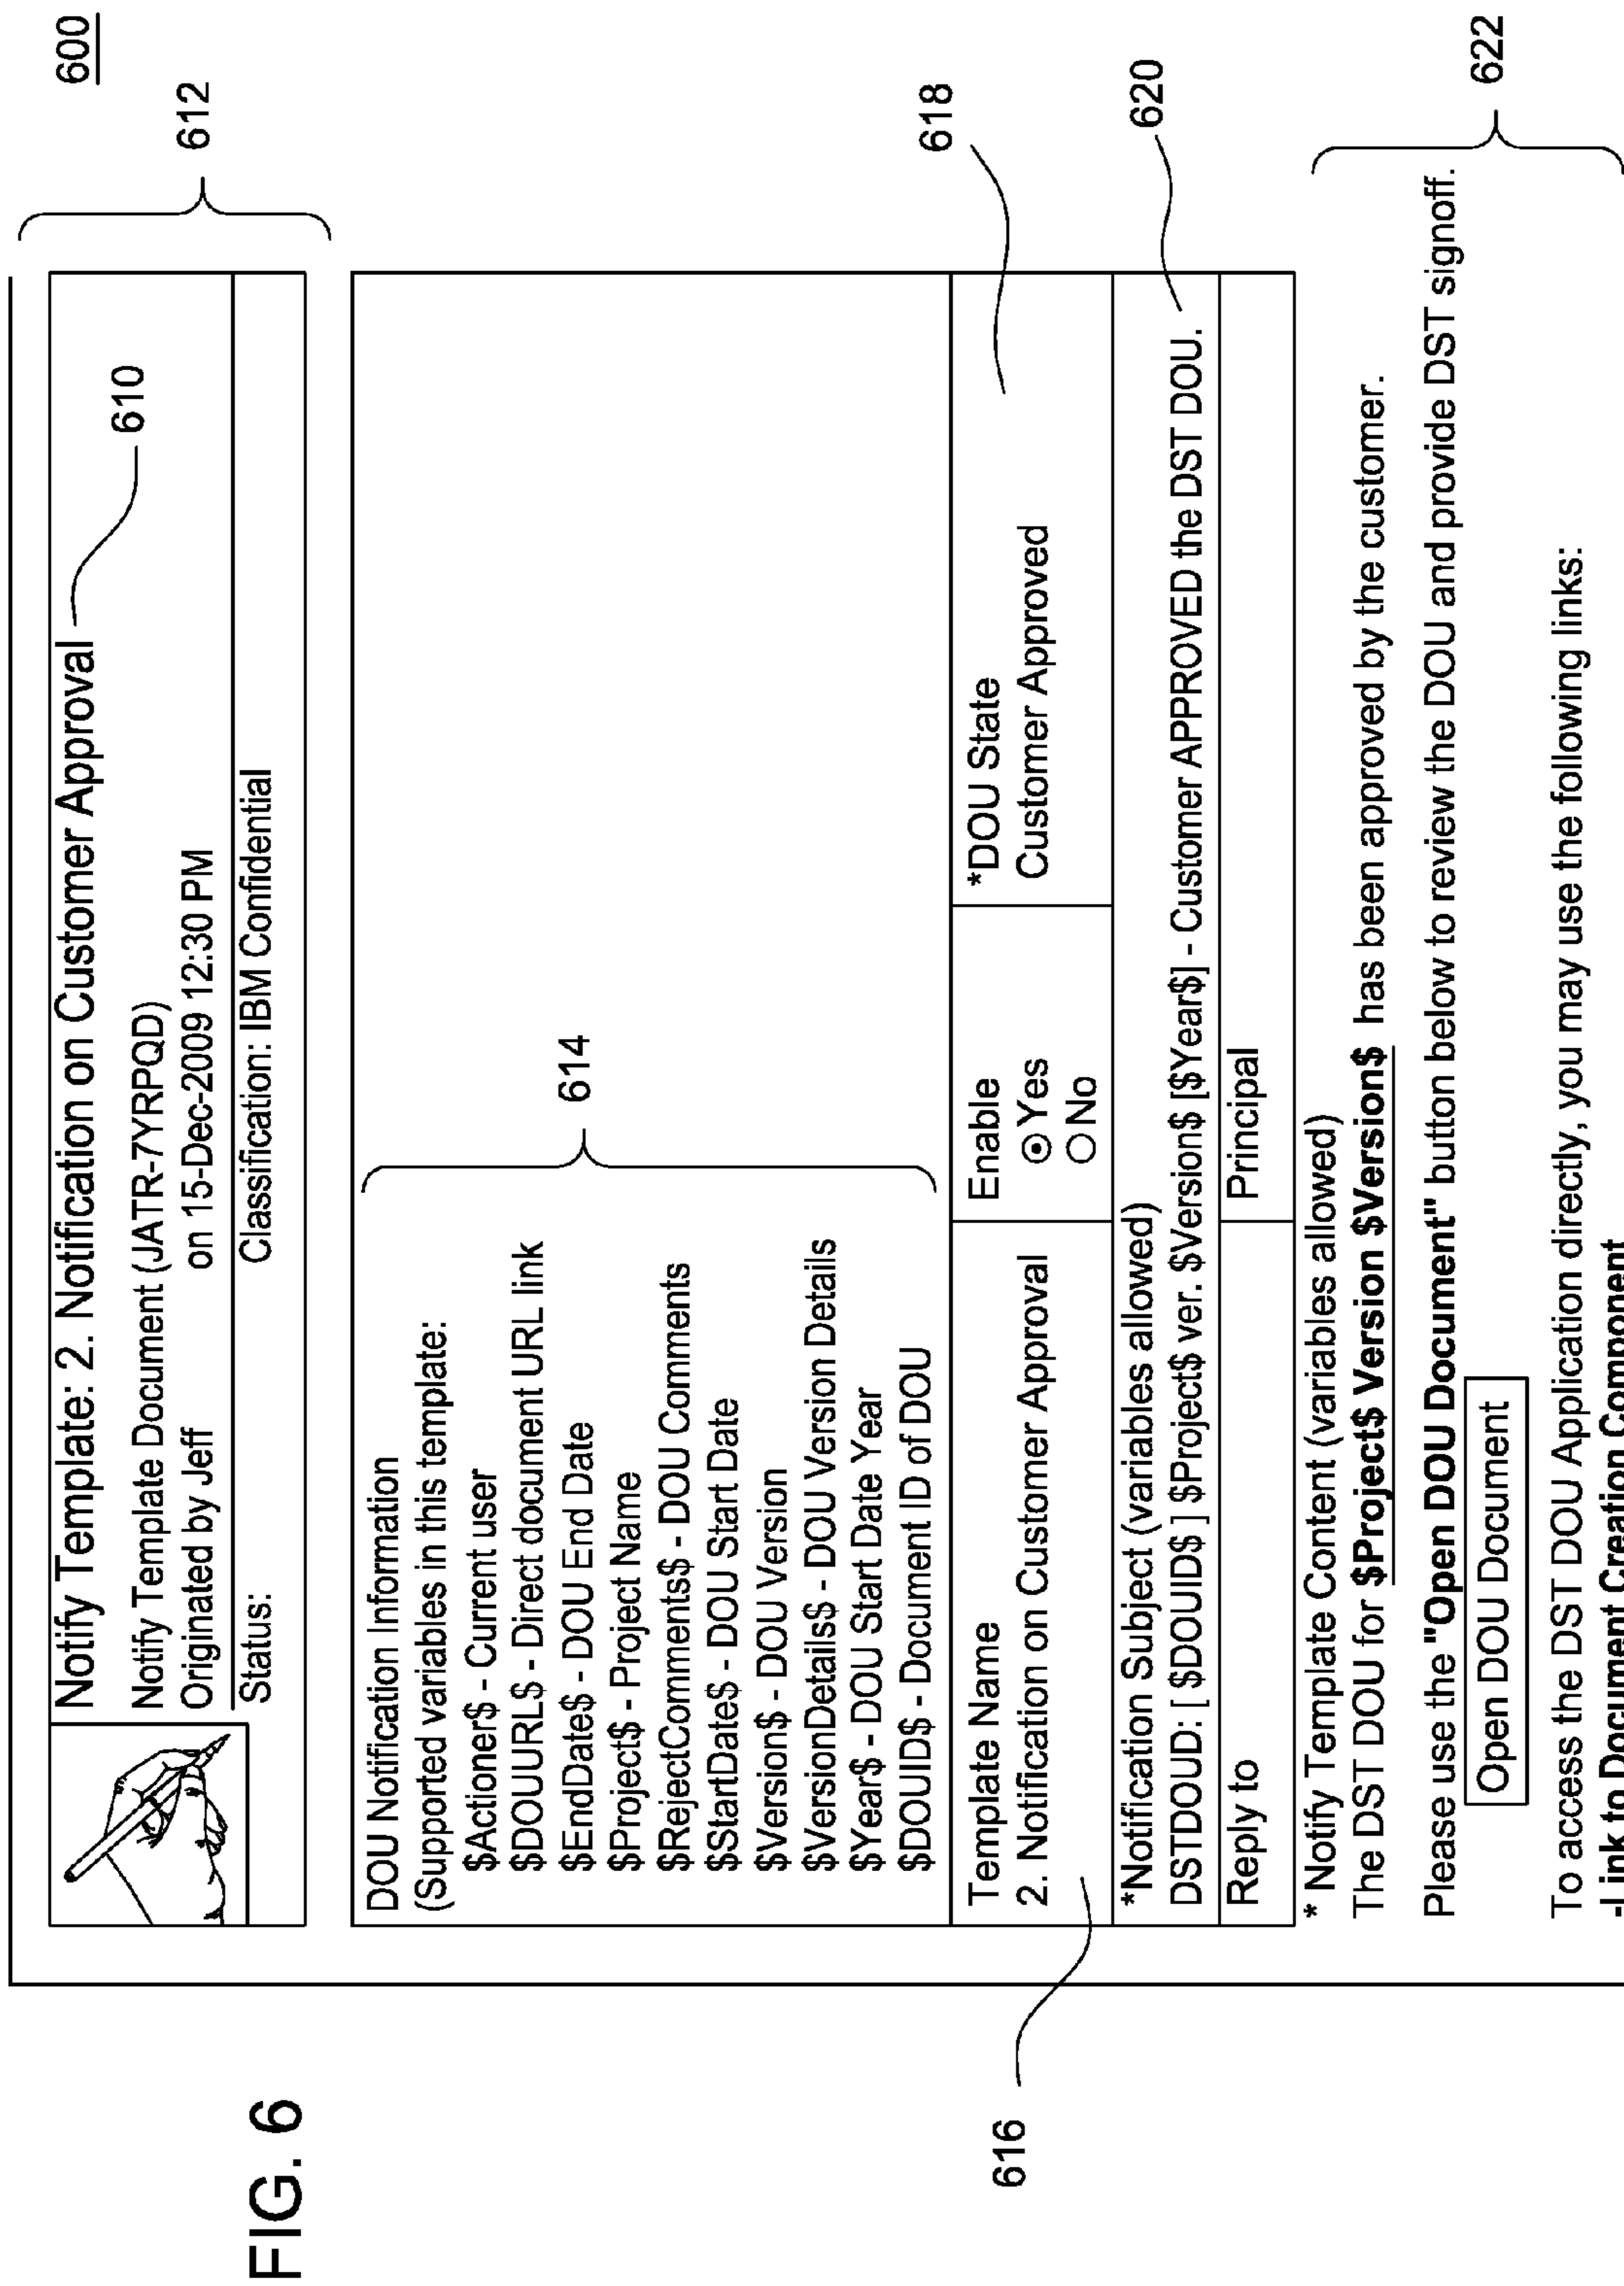 FIG. 6
600
Notify Template: 2. Notification on Customer Approval
610
612
Notify Template Document (JATR-7YRPQD)
Originated by Jeff on 15-Dec-2009 12:30 PM
Status: Classification: IBM Confidential
DOU Notification Information
(Supported variables in this template:
$Actioner$ - Current user
$DOUURL$ - Direct document URL link
$EndDate$ - DOU End Date
$Project$ - Project Name
614
$RejectComments$ - DOU Comments
$StartDate$ - DOU Start Date
$Version$ - DOU Version
$VersionDetails$ - DOU Version Details
$Year$ - DOU Start Date Year
$DOUID$ - Document ID of DOU
618
616
Template Name Enable *DOU State
2. Notification on Customer Approval ⊙Yes Customer Approved
○No
*Notification Subject (variables allowed)
620
DSTDOUD: [ $DOUID$ ] $Project$ ver. $Version$ [$Year$] - Customer APPROVED the DST DOU.
Reply to Principal
* Notify Template Content (variables allowed)
The DST DOU for $Project$ Version $Version$ has been approved by the customer.
Please use the "Open DOU Document" button below to review the DOU and provide DST signoff.
622
Open DOU Document
To access the DST DOU Application directly, you may use the following links:
-Link to Document Creation Component